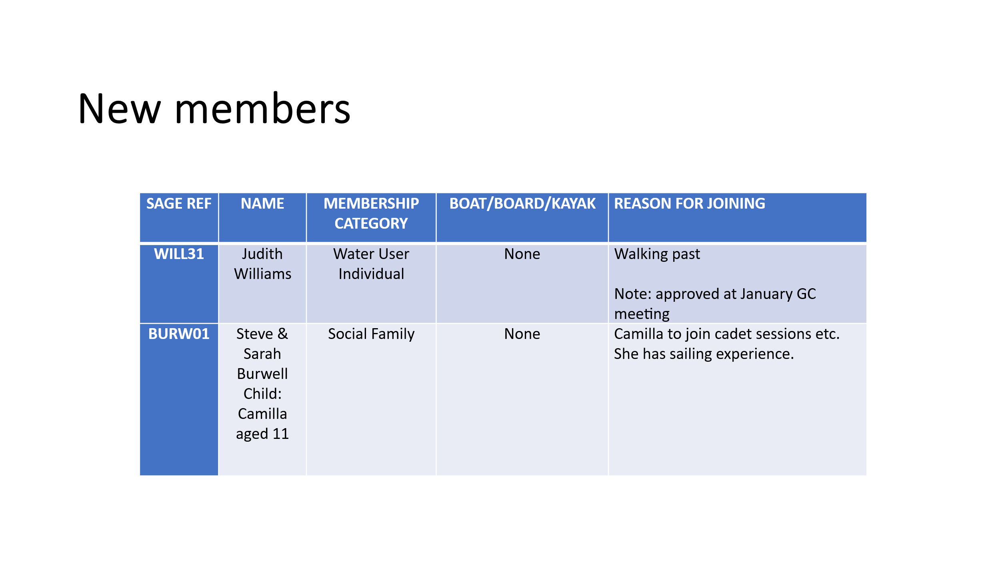 New members
SAGE REF
NAME
MEMBERSHIP
CATEGORY
BOAT/BOARD/KAYAK
REASON FOR JOINING
WILL31
Judith
Williams
Water User
Individual
None
Walking past
Note: approved at January GC
meeting
BURW01
Steve &
Sarah
Burwell
Child:
Camilla
aged 11
Social Family
None
Camilla to join cadet sessions etc.
She has sailing experience.